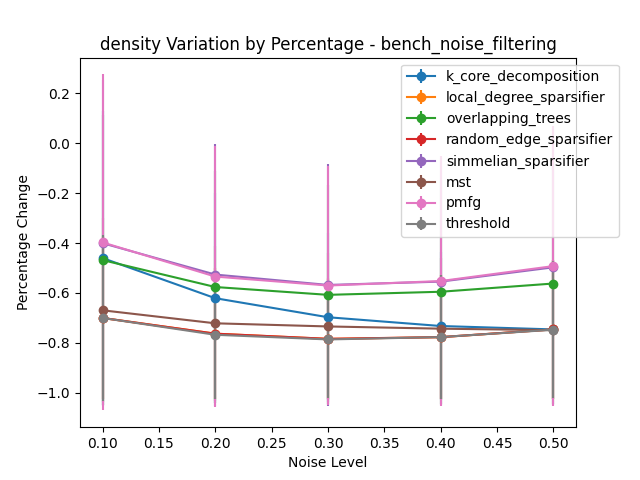 density Variation by Percentage - bench_noise_filtering
k_core_decomposition
local_degree_sparsifier
overlapping_trees
random_edge_sparsifier
simmelian_sparsifier
mst
pmfg
threshold
Percentage Change
0.2
0.0
−0.2
−0.4
−0.6
−0.8
−1.0
0.10 0.15 0.20 0.25 0.30 0.35 0.40 0.45 0.50
Noise Level